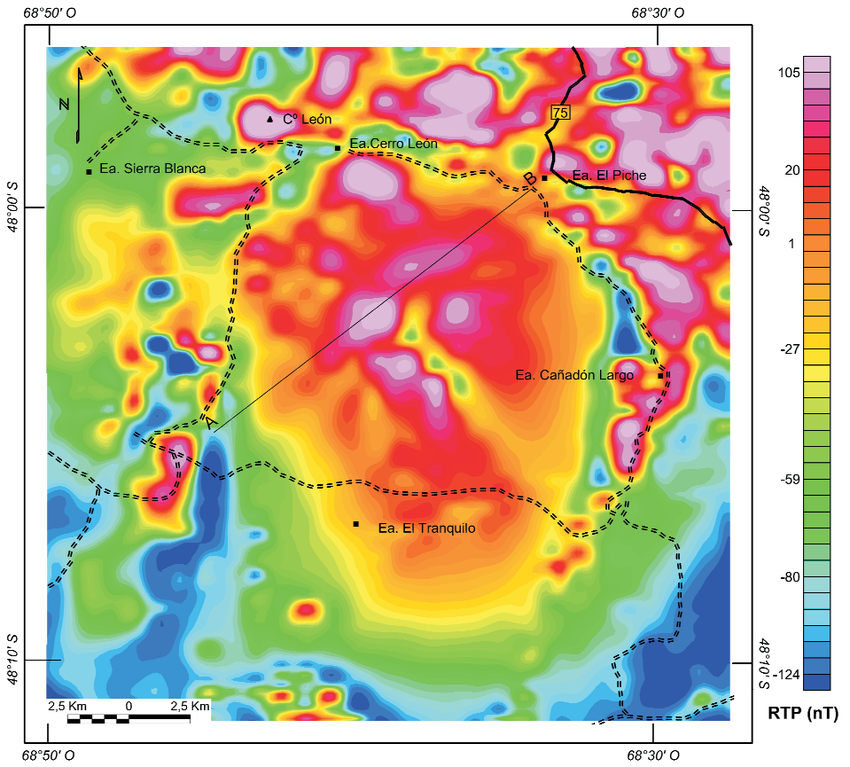 68°50' O
68°30' O
105
75
Cº León
N
Ea.Cerro León
Ea. Sierra Blanca
20
B
Ea. El Piche
48°00' S
48°00' S
1
-27
Ea. Cañadón Largo
A
-59
Ea. El Tranquilo
-80
48°10' S
48°10' S
-124
2,5 Km
0
2,5 Km
RTP (nT)
68°50' O
68°30' O